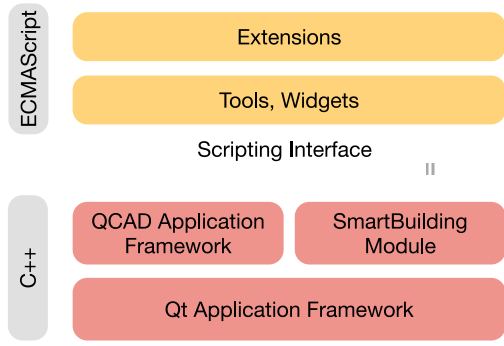 ECMAScript
Extensions
Tools, Widgets
Scripting Interface
C++
QCAD Application
Framework
SmartBuilding
Module
Qt Application Framework